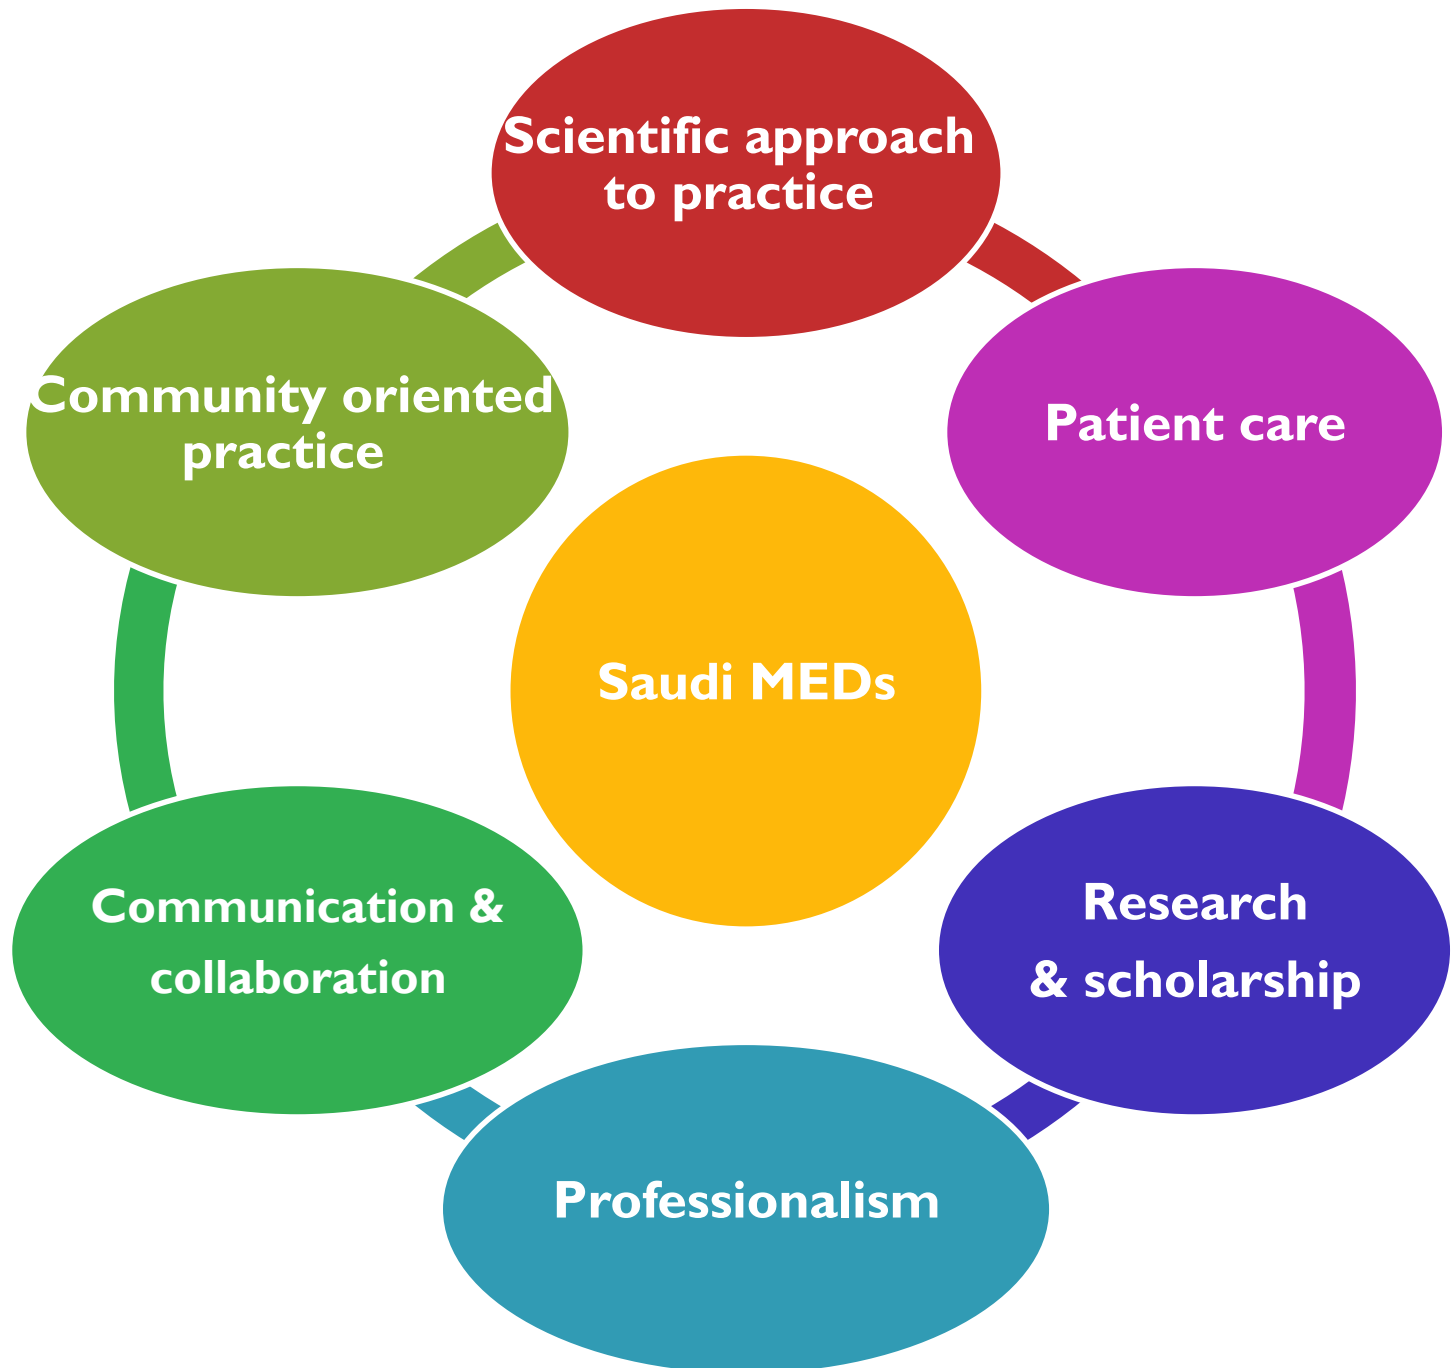 Scientific approach
to practice
Community oriented
practice
Patient care
Saudi MEDs
Communication &
collaboration
Research
& scholarship
Professionalism